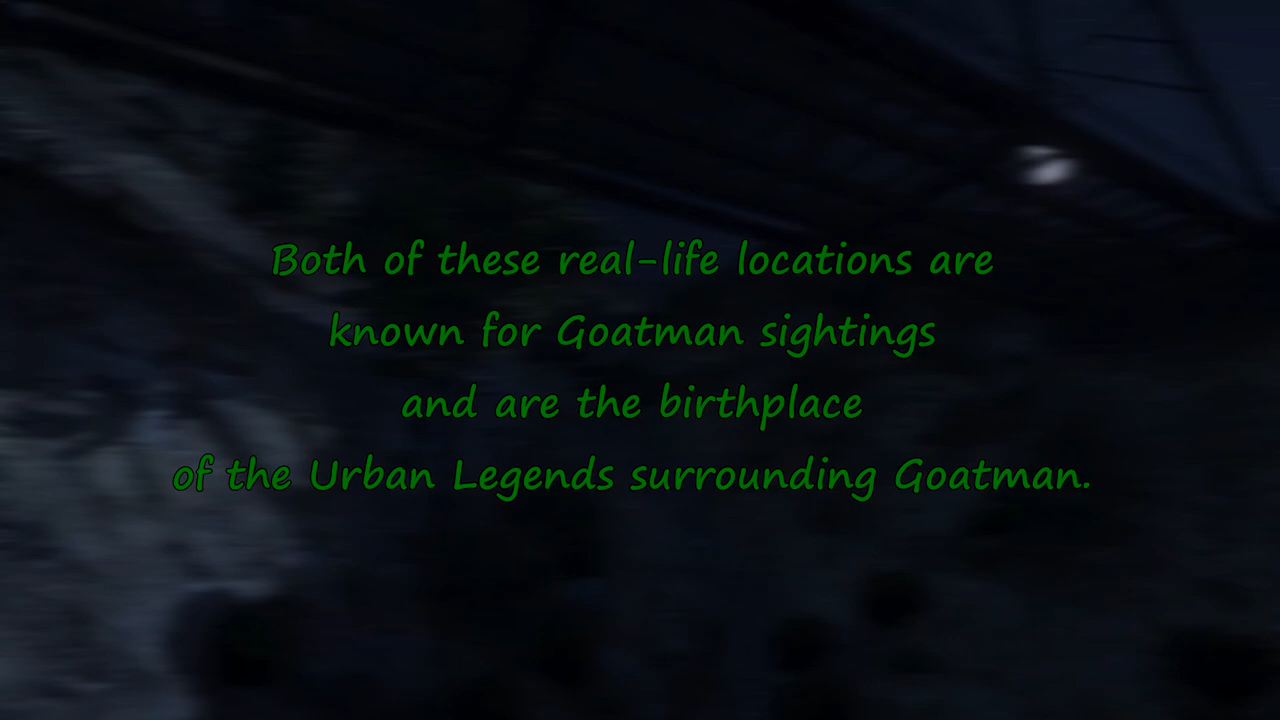 Both of these real-life locations are
known for Goatman sightings
and are the birthplace
of the Urban Legends surrounding Goatman.